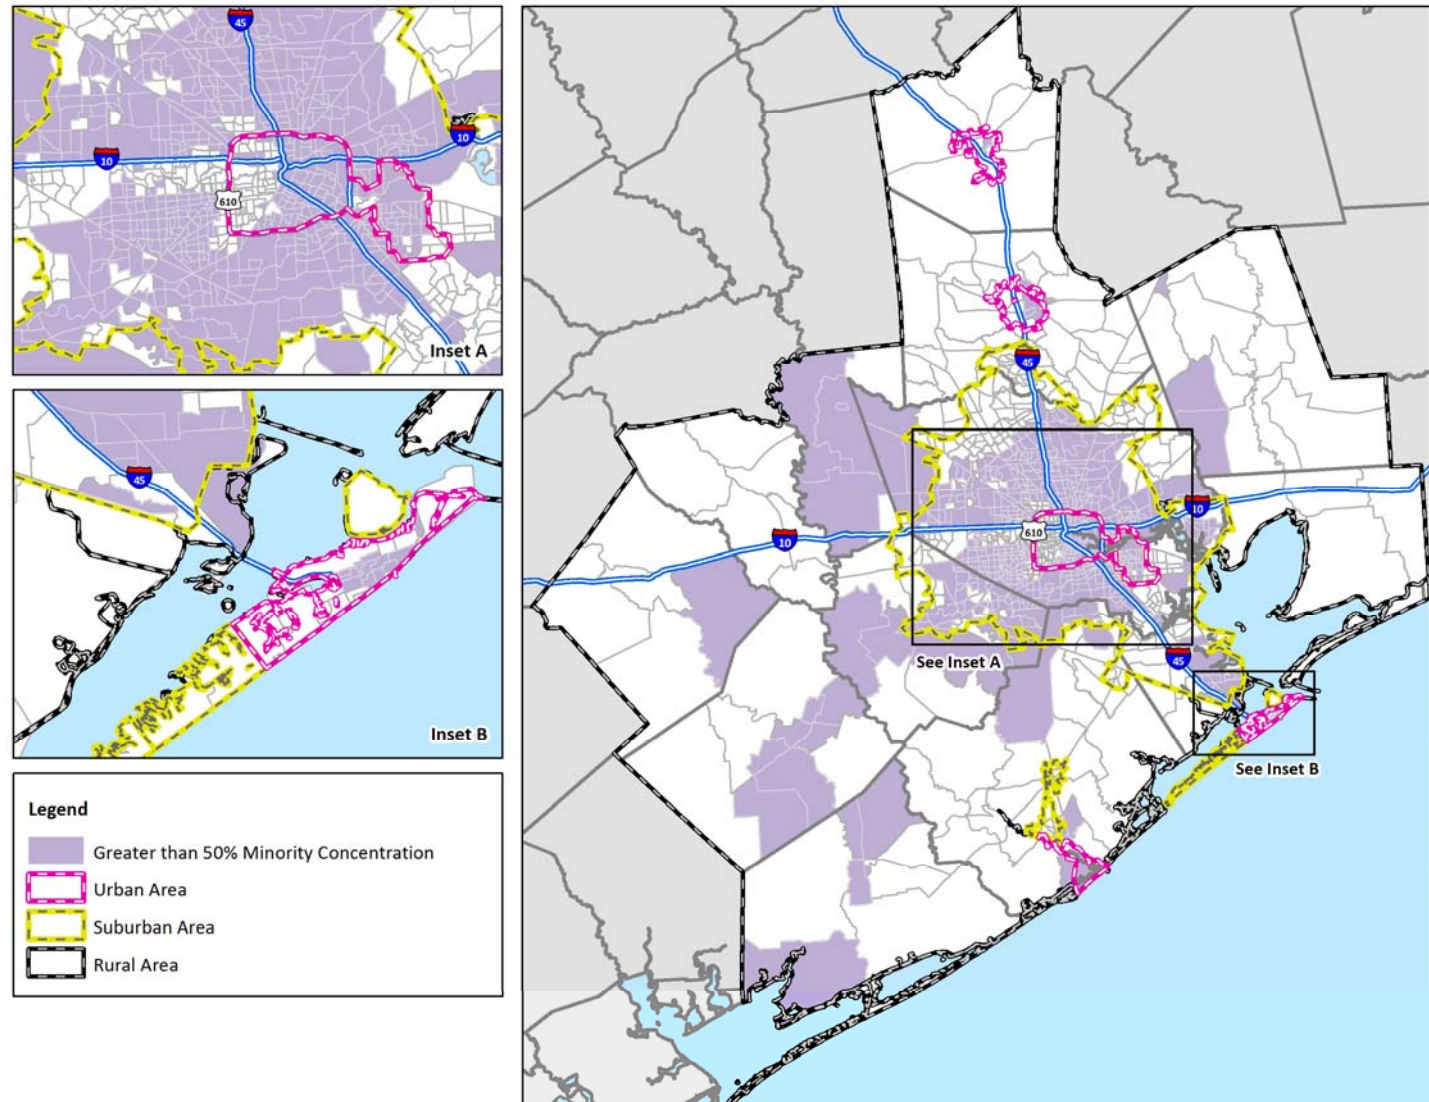 45
10
10
610
Inset A
45
Inset B
Legend
Greater than 50% Minority Concentration
Urban Area
Suburban Area
Rural Area
45
10
10
610
See Inset A
45
See Inset B